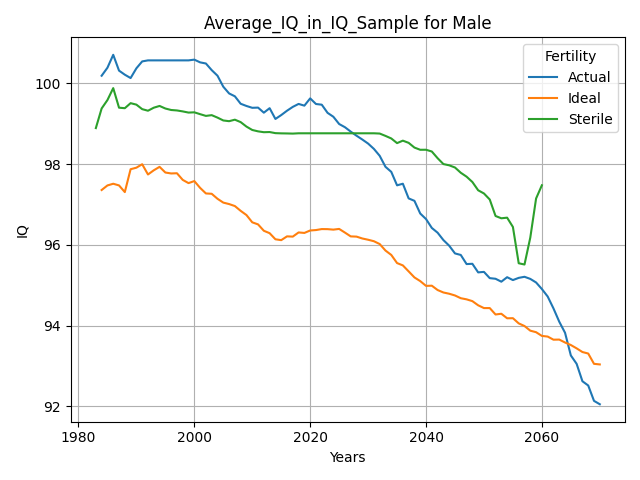 Average_IQ_in_IQ_Sample for Male
Fertility
Actual
Ideal
Sterile
IQ
100
98
96
94
92
1980
2000
2020
2040
2060
Years